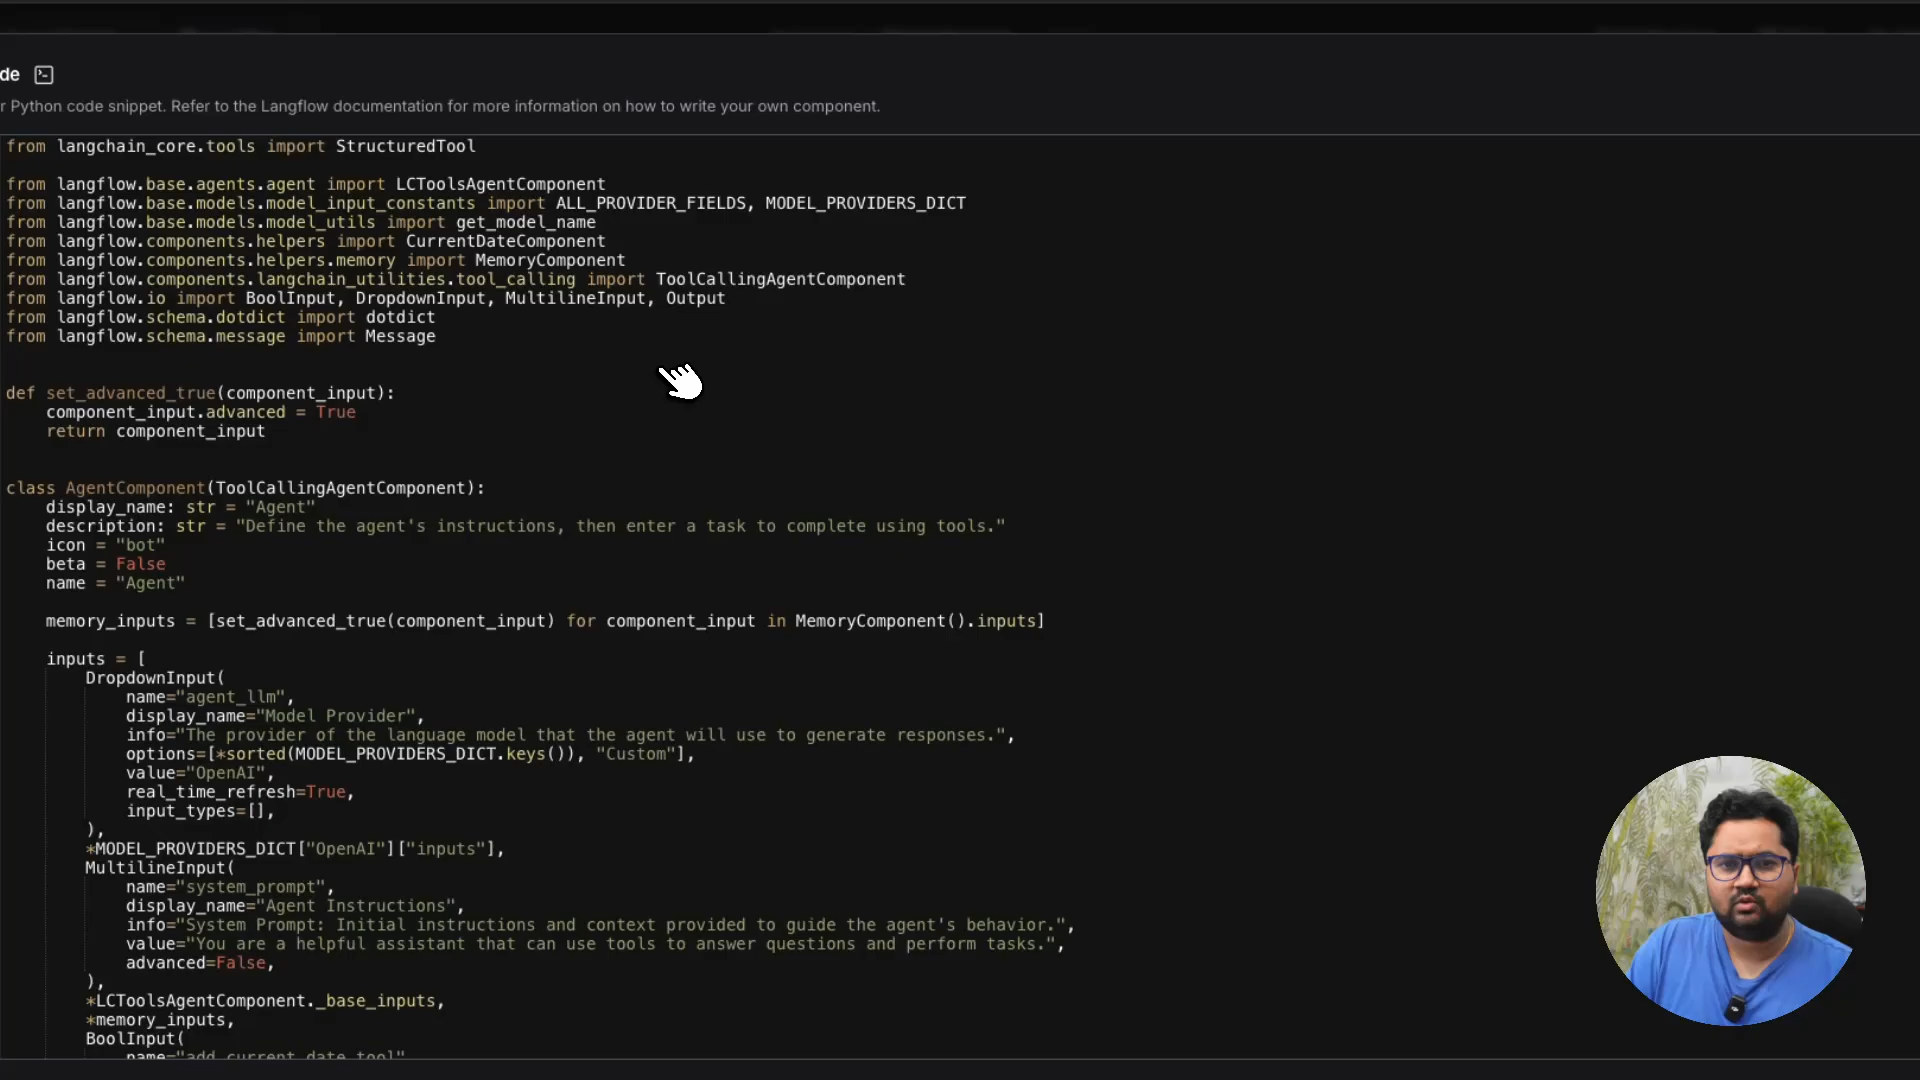 de
r Python code snippet. Refer to the Langflow documentation for more information on how to write your own component.
from langchain_core.tools import StructuredTool
from langflow.base.agents.agent import LCToolsAgentComponent
from langflow.base.models.model_input_constants import ALL_PROVIDER_FIELDS, MODEL_PROVIDERS_DICT
from langflow.base.models.model_utils import get_model_name
from langflow.components.helpers import CurrentDateComponent
from langflow.components.helpers.memory import MemoryComponent
from langflow.components.langchain_utilities.tool_calling import ToolCallingAgentComponent
from langflow.io import BoolInput, DropdownInput, MultilineInput, Output
from langflow.schema.dotdict import dotdict
from langflow.schema.message import Message
def set_advanced_true(component_input):
    component_input.advanced = True
    return component_input
class AgentComponent(ToolCallingAgentComponent):
    display_name: str = "Agent"
    description: str = "Define the agent's instructions, then enter a task to complete using tools."
    icon = "bot"
    beta = False
    name = "Agent"
    memory_inputs = [set_advanced_true(component_input) for component_input in MemoryComponent().inputs]
    inputs = [
        DropdownInput(
            name="agent_llm",
            display_name="Model Provider",
            info="The provider of the language model that the agent will use to generate responses.",
            options=[*sorted(MODEL_PROVIDERS_DICT.keys()), "Custom"],
            value="OpenAI",
            real_time_refresh=True,
            input_types=[],
        ),
        *MODEL_PROVIDERS_DICT["OpenAI"]["inputs"],
        MultilineInput(
            name="system_prompt",
            display_name="Agent Instructions",
            info="System Prompt: Initial instructions and context provided to guide the agent's behavior.",
            value="You are a helpful assistant that can use tools to answer questions and perform tasks.",
            advanced=False,
        ),
        *LCToolsAgentComponent._base_inputs,
        *memory_inputs,
        BoolInput(
            name="add_current_date_tool"